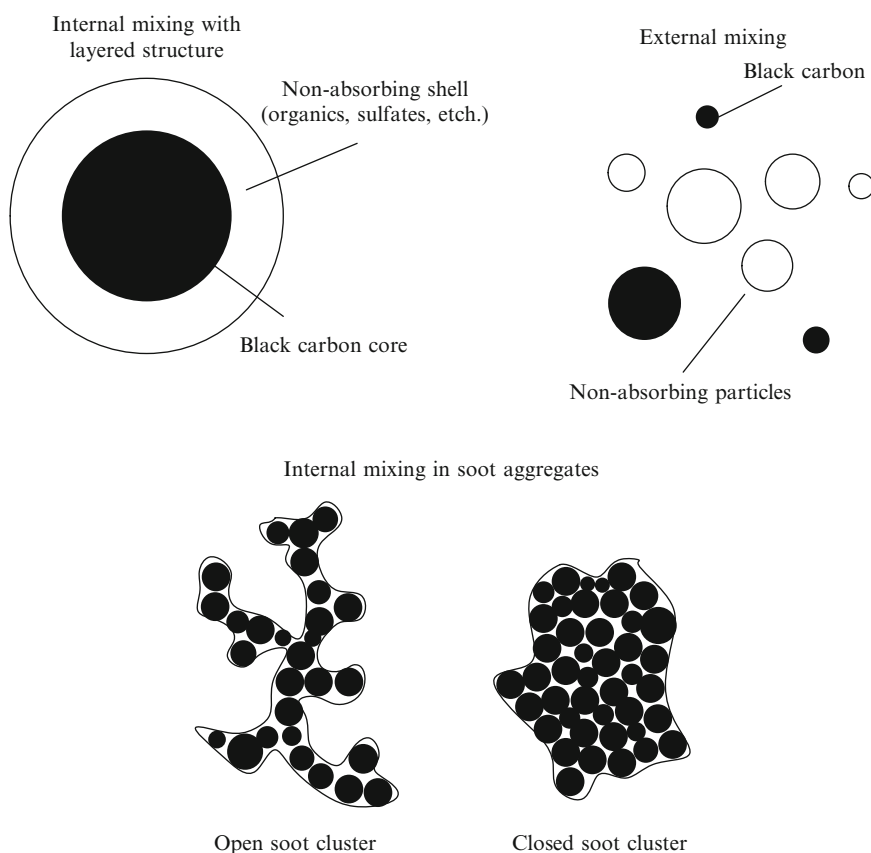 Internal mixing with
layered structure
Non-absorbing shell
(organics, sulfates, etch.)
Black carbon core
External mixing
Black carbon
Non-absorbing particles
Internal mixing in soot aggregates
Open soot cluster
Closed soot cluster